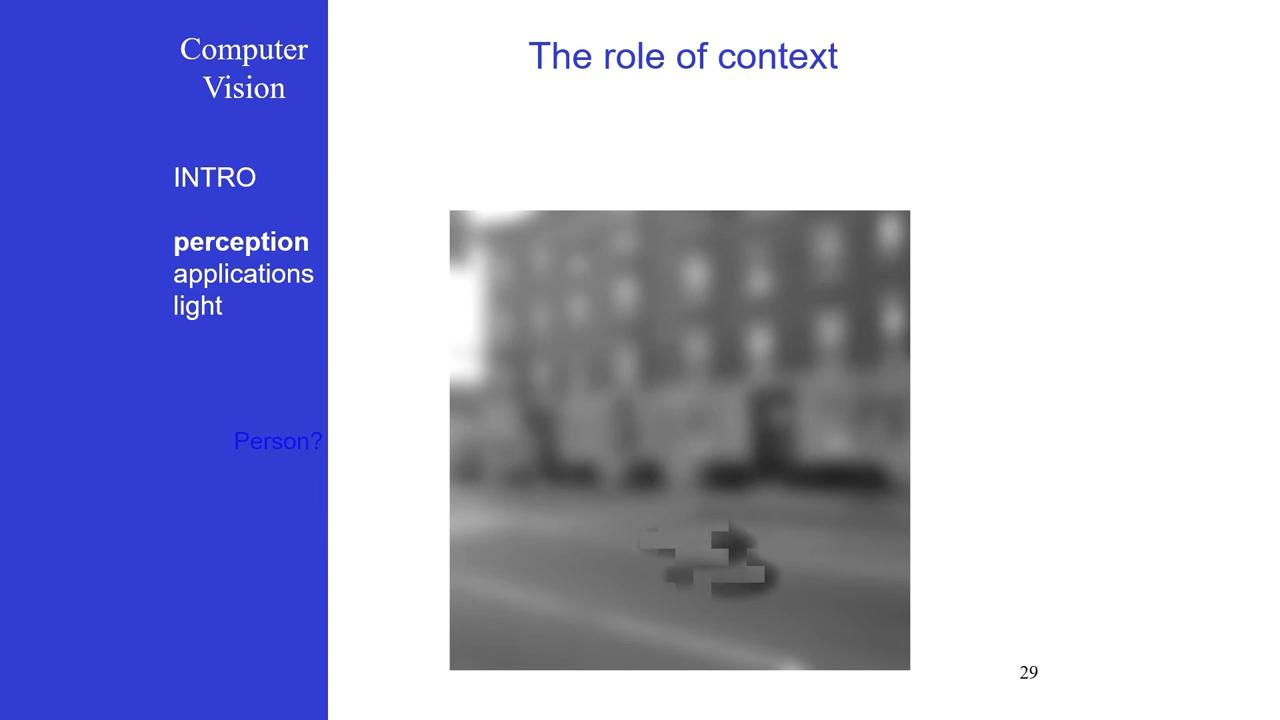 Computer
Vision
The role of context
INTRO
perception
applications
light
Person?
29